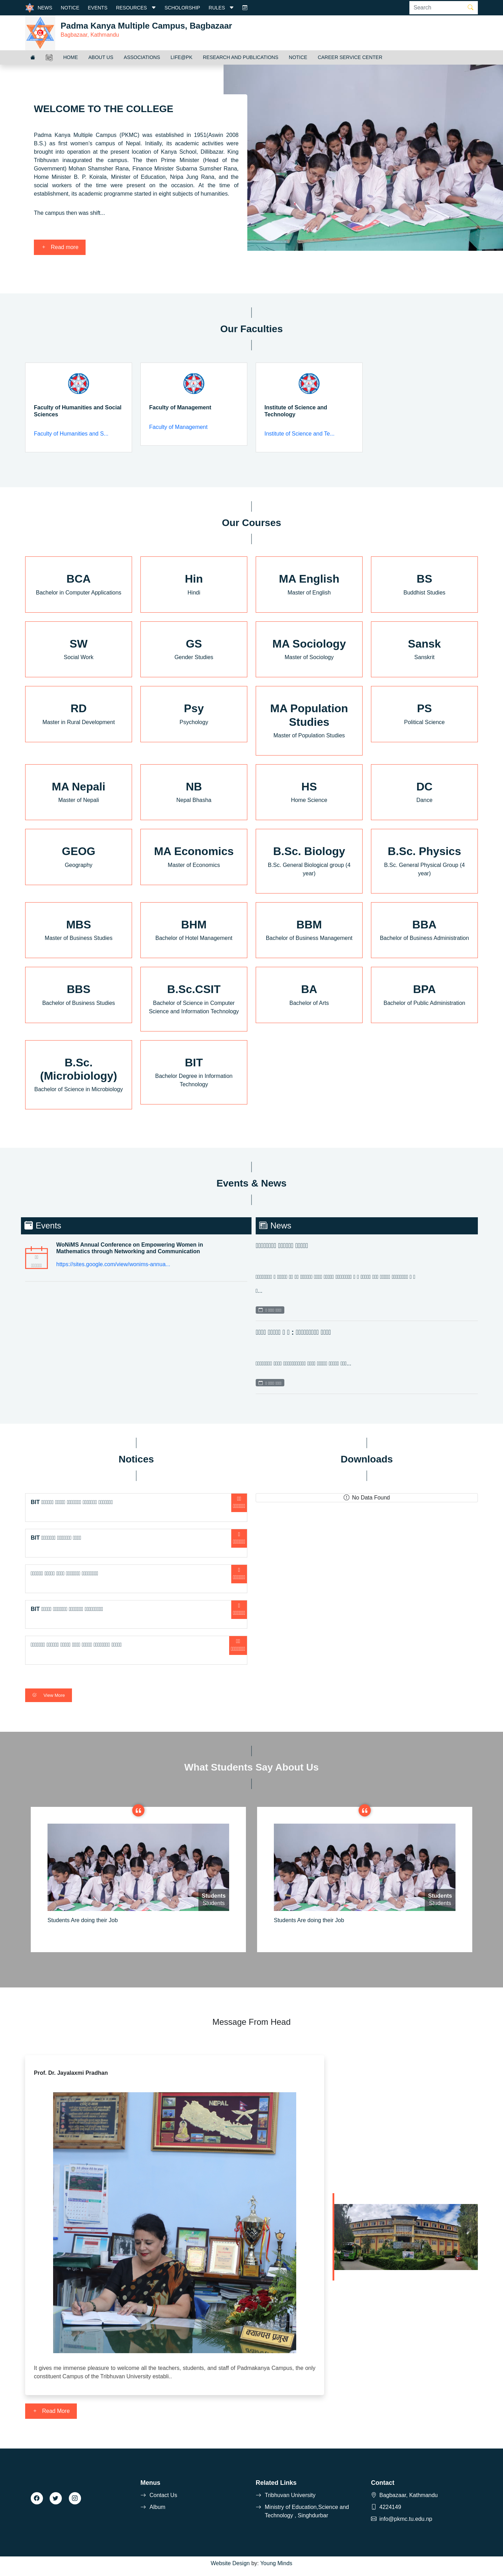 NEWS NOTICE EVENTS RESOURCES SCHOLORSHIP RULES
Search
Padma Kanya Multiple Campus, Bagbazaar
Bagbazar, Kathmandu.
HOME ABOUT US ASSOCIATIONS LIFE@PK RESEARCH AND PUBLICATIONS NOTICE CAREER SERVICE CENTER
WELCOME TO THE COLLEGE
Padma Kanya Multiple Campus (PKMC) was established in 1951(Aswin 2008
B.S.) as first women's campus of Nepal. Initially, its academic activities were
brought into operation at the present location of Kanya School, Dillibazar. King
Tribhuvan inaugurated the campus. The then Prime Minister (Head of the
Government) Mohan Shamsher Rana, Finance Minister Subarna Sumsher Rana,
Home Minister B. P. Koirala, Minister of Education, Nripa Jung Rana, and the
social workers of the time were present on the occasion. At the time of
establishment, its academic programme started in eight subjects of humanities.
The campus then was shift...
Read more
Our Faculties
Faculty of Humanities and Social
Sciences
Faculty of Humanities and S...
Faculty of Management
Faculty of Management
Institute of Science and
Technology
Institute of Science and Te...
Our Courses
BCA
Bachelor in Computer Applications
Hin
Hindi
MA English
Master of English
BS
Buddhist Studies
SW
Social Work
GS
Gender Studies
MA Sociology
Master of Sociology
Sansk
Sanskrit
RD
Master in Rural Development
Psy
Psychology
MA Population
Studies
Master of Population Studies
PS
Political Science
MA Nepali
Master of Nepali
NB
Nepal Bhasha
HS
Home Science
DC
Dance
GEOG
Geography
MA Economics
Master of Economics
B.Sc. Biology
B.Sc. General Biological group (4
year)
B.Sc. Physics
B.Sc. General Physical Group (4
year)
MBS
Master of Business Studies
BHM
Bachelor of Hotel Management
BBM
Bachelor of Business Management
BBA
Bachelor of Business Administration
BBS
Bachelor of Business Studies
B.Sc.CSIT
Bachelor of Science in Computer
Science and Information Technology
BA
Bachelor of Arts
BPA
Bachelor of Public Administration
B.Sc.
(Microbiology)
Bachelor of Science in Microbiology
BIT
Bachelor Degree in Information
Technology
Events & News
Events
WoNiMS Annual Conference on Empowering Women in
Mathematics through Networking and Communication
https://sites.google.com/view/wonims-annua...
News
Notices
BIT
BIT
BIT
View More
Downloads
No Data Found
What Students Say About Us
Students
Students
Students Are doing their Job
Students
Students
Students Are doing their Job
Message From Head
Prof. Dr. Jayalaxmi Pradhan
NEPAL
क्याम्पस प्रमुख
It gives me immense pleasure to welcome all the teachers, students, and staff of Padmakanya Campus, the only
constituent Campus of the Tribhuvan University establi..
Read More
Menus
Contact Us
Album
Related Links
Tribhuvan University
Ministry of Education,Science and
Technology , Singhdurbar
Contact
Bagbazaar, Kathmandu
4224149
info@pkmc.tu.edu.np
Website Design by: Young Minds